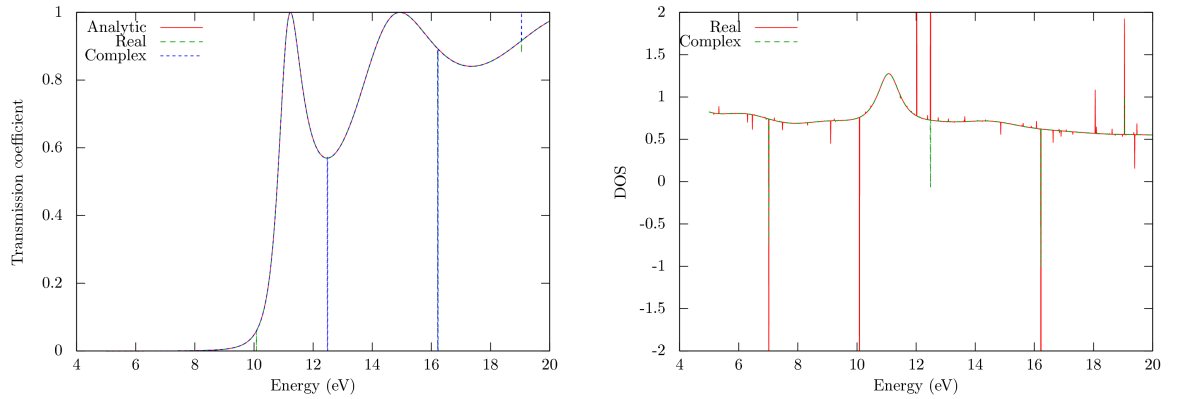 Transmission coefficient
1
0.8
0.6
0.4
0.2
0
Analytic
Real
Complex
4 6 8 10 12 14 16 18 20
Energy (eV)
DOS
2
1.5
1
0.5
0
-0.5
-1
-1.5
-2
Real
Complex
4 6 8 10 12 14 16 18 20
Energy (eV)